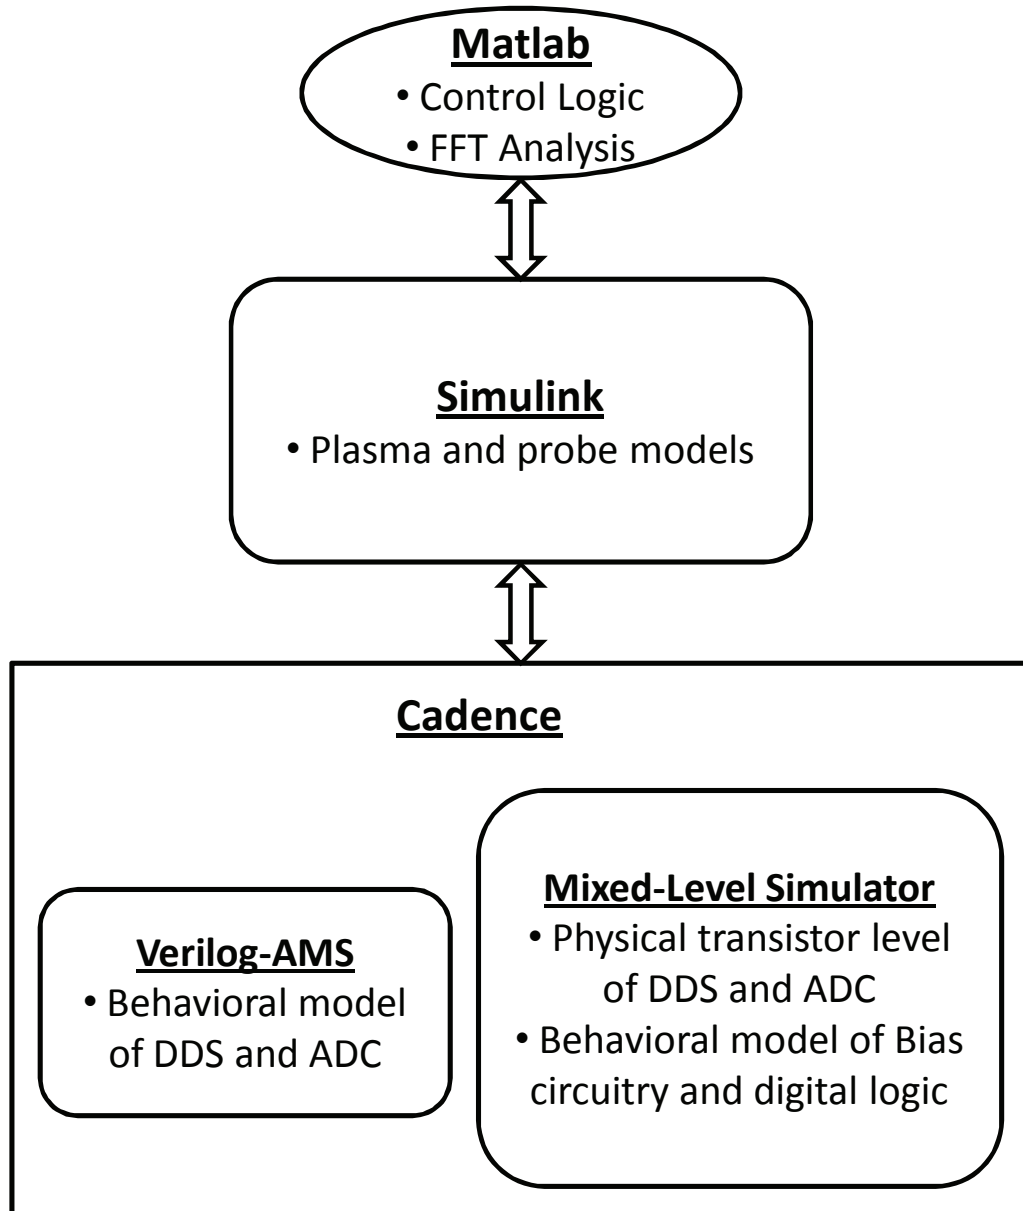 Matlab
• Control Logic
• FFT Analysis
Simulink
• Plasma and probe models
Cadence
Verilog-AMS
• Behavioral model
of DDS and ADC
Mixed-Level Simulator
• Physical transistor level
of DDS and ADC
• Behavioral model of Bias
circuitry and digital logic